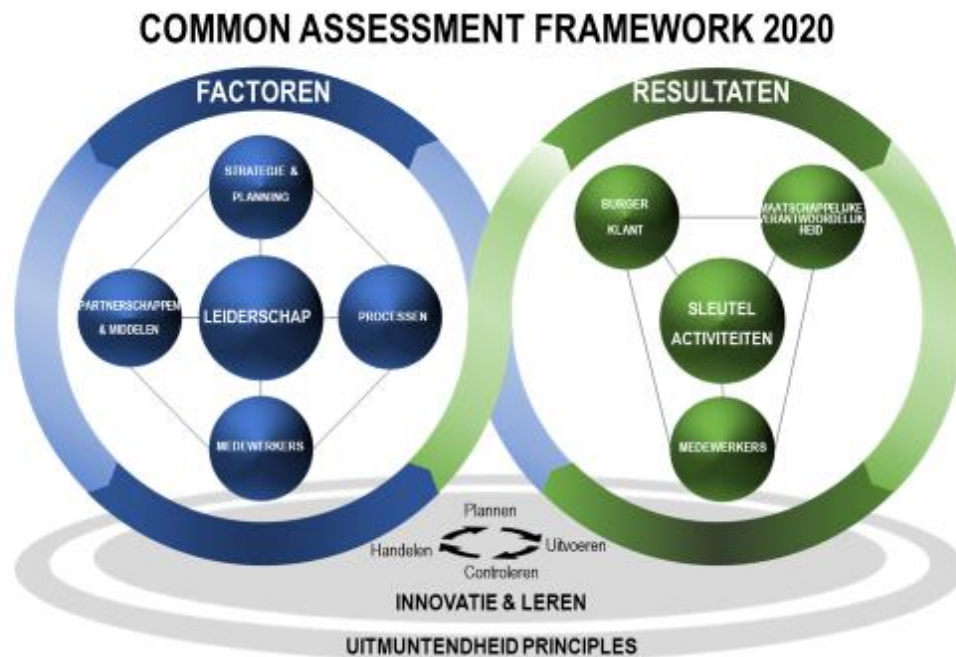 COMMON ASSESSMENT FRAMEWORK 2020
FACTOREN
STRATEGIE &
PLANNING
PARTNERSCHAPPEN
& MIDDELEN
LEIDERSCHAP
PROCESSEN
MEDEWERKERS
RESULTATEN
BURGER
KLANT
MAATSCHAPPELIJKE
VERANTWOORDELIJK
HEID
SLEUTEL
ACTIVITEITEN
MEDEWERKERS
Plannen
Handelen
Uitvoeren
Controleren
INNOVATIE & LEREN
UITMUNTENDHEID PRINCIPLES